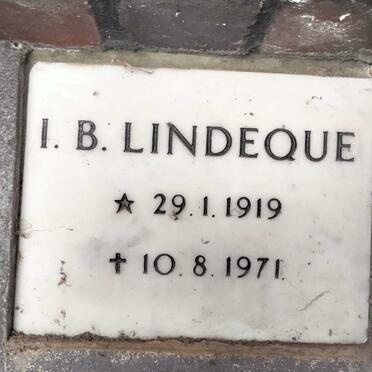 I. B. LINDEQUE
☆ 29.1.1919
✝ 10.8.1971